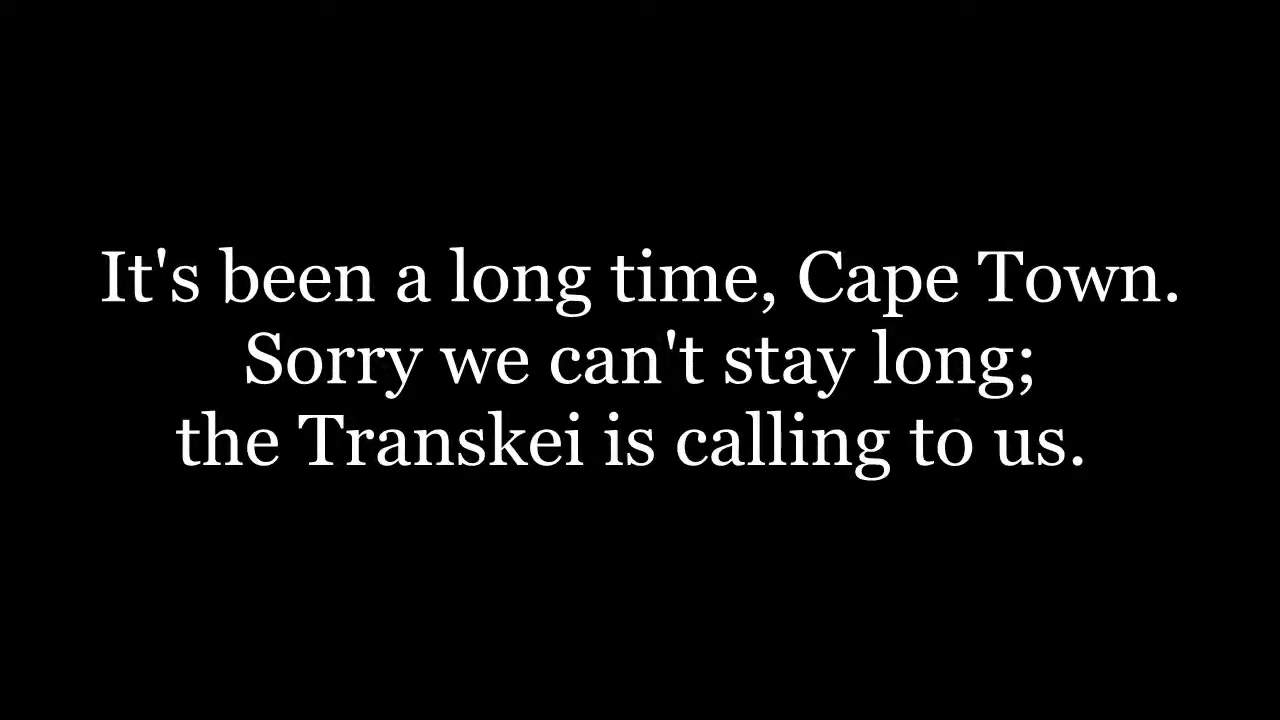 It's been a long time, Cape Town.
Sorry we can't stay long;
the Transkei is calling to us.